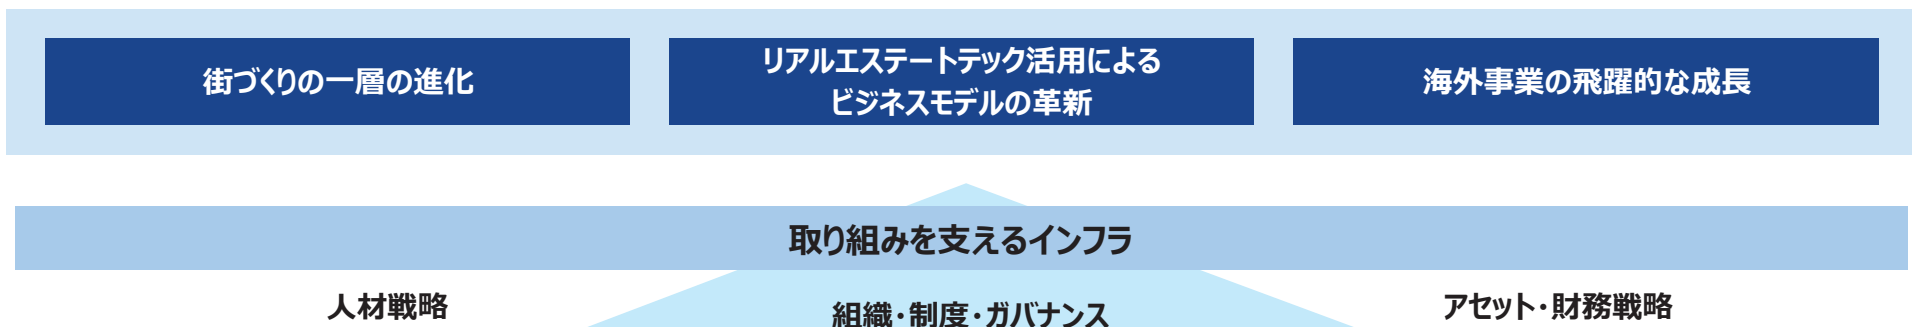 街づくりの一層の進化
リアルエステートテック活用による
ビジネスモデルの革新
海外事業の飛躍的な成長
取り組みを支えるインフラ
人材戦略
組織・制度・ガバナンス
アセット・財務戦略